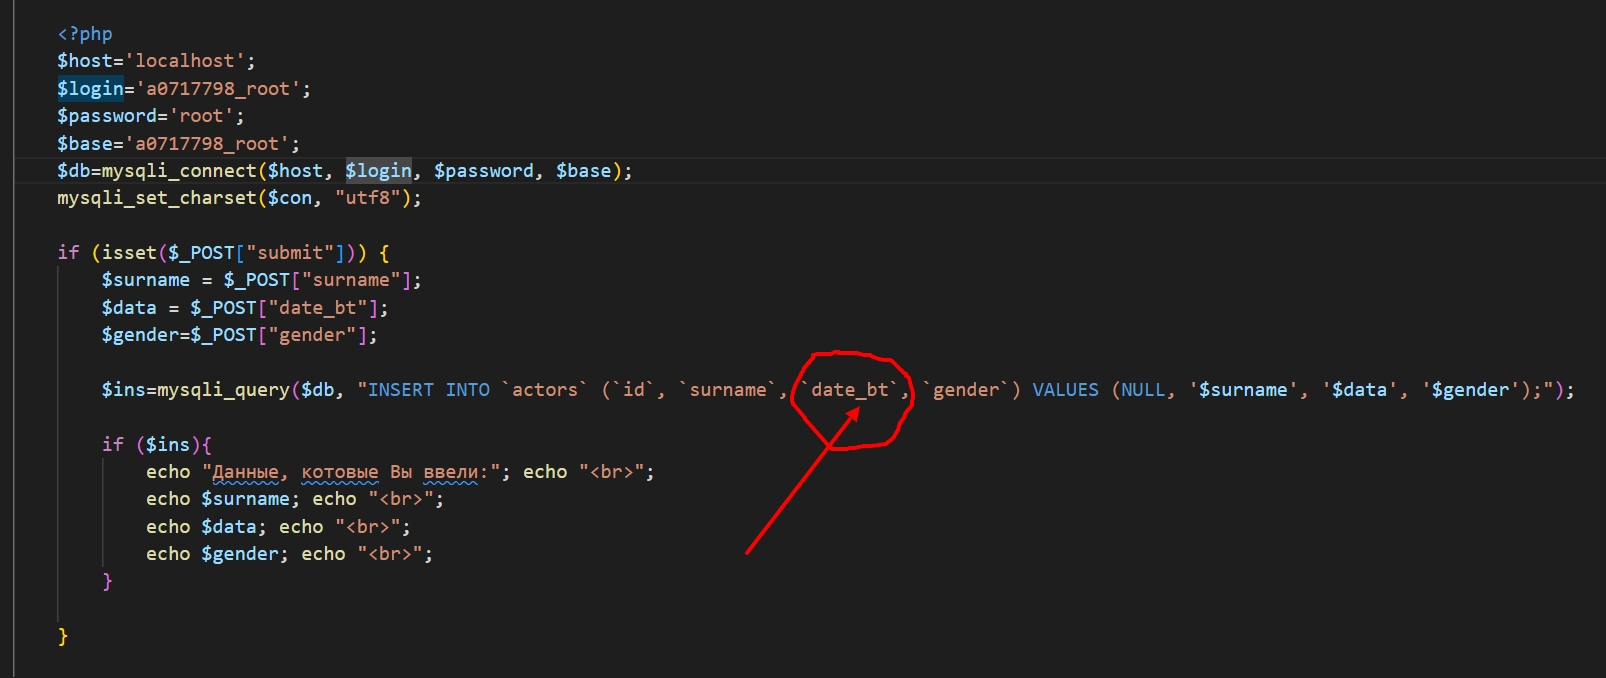 <?php
$host='localhost';
$login='a0717798_root';
$password='root';
$base='a0717798_root';
$db=mysqli_connect($host, $login, $password, $base);
mysqli_set_charset($con, "utf8");
if (isset($_POST["submit"])) {
$surname = $_POST["surname"];
$data = $_POST["date_bt"];
$gender=$_POST["gender"];
$ins=mysqli_query($db, "INSERT INTO `actors` (`id`, `surname`, `date_bt`, `gender`) VALUES (NULL, '$surname', '$data', '$gender');");
if ($ins){
echo "Данные, котовые Вы ввели:"; echo "<br>";
echo $surname; echo "<br>";
echo $data; echo "<br>";
echo $gender; echo "<br>";
}
}